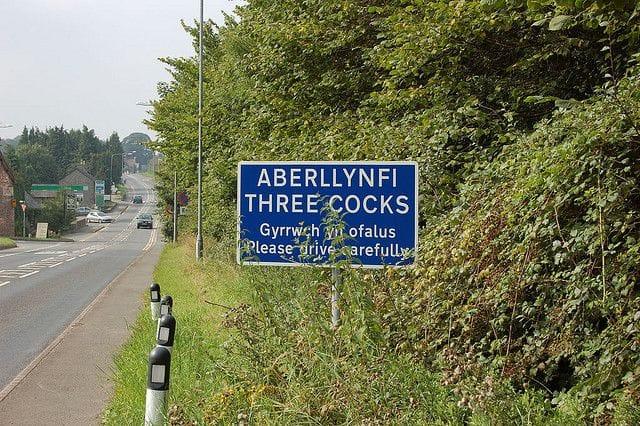 ABERLLYNFI
THREE COCKS
Gyrrwch yn ofalus
Please drive carefully